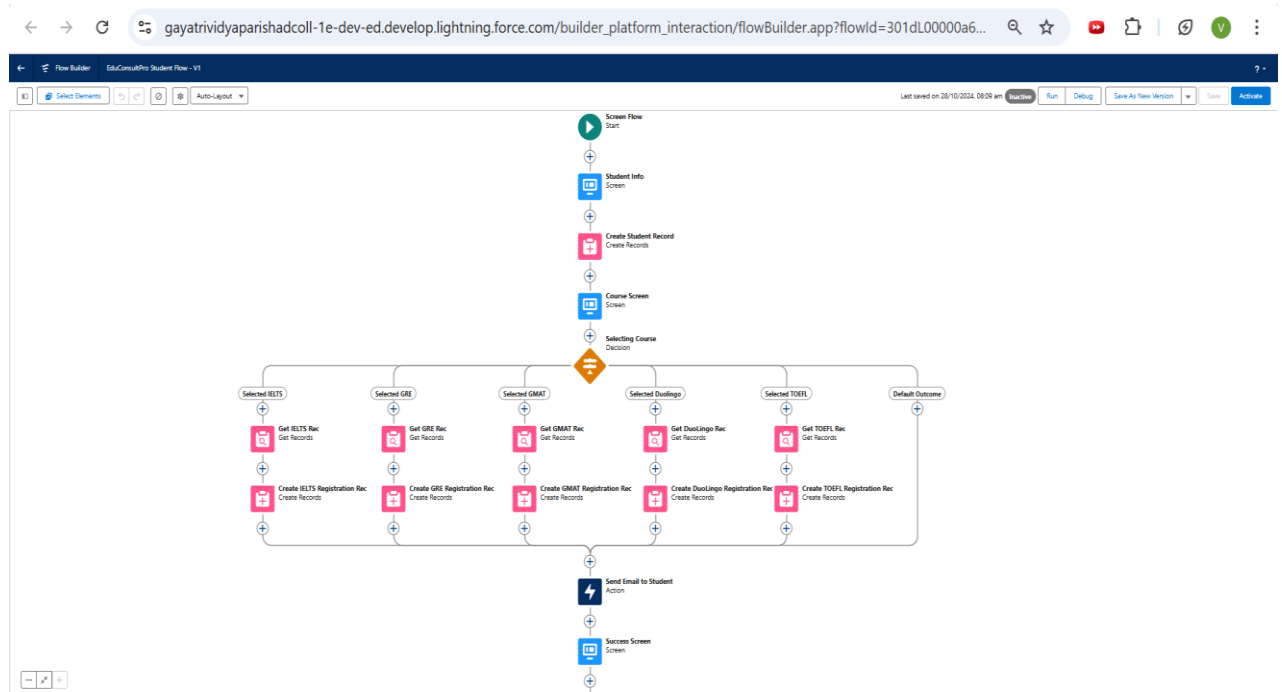 gayatrividyaparishadcoll-1e-dev-ed.develop.lightning.force.com/builder_platform_interaction/flowBuilder.app?flowId=301dL00000a6...
V
Flow Builder EduConsultPro Student Flow - V1
?
Select Elements
Auto-Layout
Last saved on 28/10/2024, 08:09 am
Inactive
Run
Debug
Save As New Version
Save
Activate
Screen Flow
Start
Student Info
Screen
Create Student Record
Create Records
Course Screen
Screen
Selecting Course
Decision
Selected IELTS
Selected GRE
Selected GMAT
Selected Duolingo
Selected TOEFL
Default Outcome
Get IELTS Rec
Get Records
Get GRE Rec
Get Records
Get GMAT Rec
Get Records
Get DuoLingo Rec
Get Records
Get TOEFL Rec
Get Records
Create IELTS Registration Rec
Create Records
Create GRE Registration Rec
Create Records
Create GMAT Registration Rec
Create Records
Create DuoLingo Registration Rec
Create Records
Create TOEFL Registration Rec
Create Records
Send Email to Student
Action
Success Screen
Screen